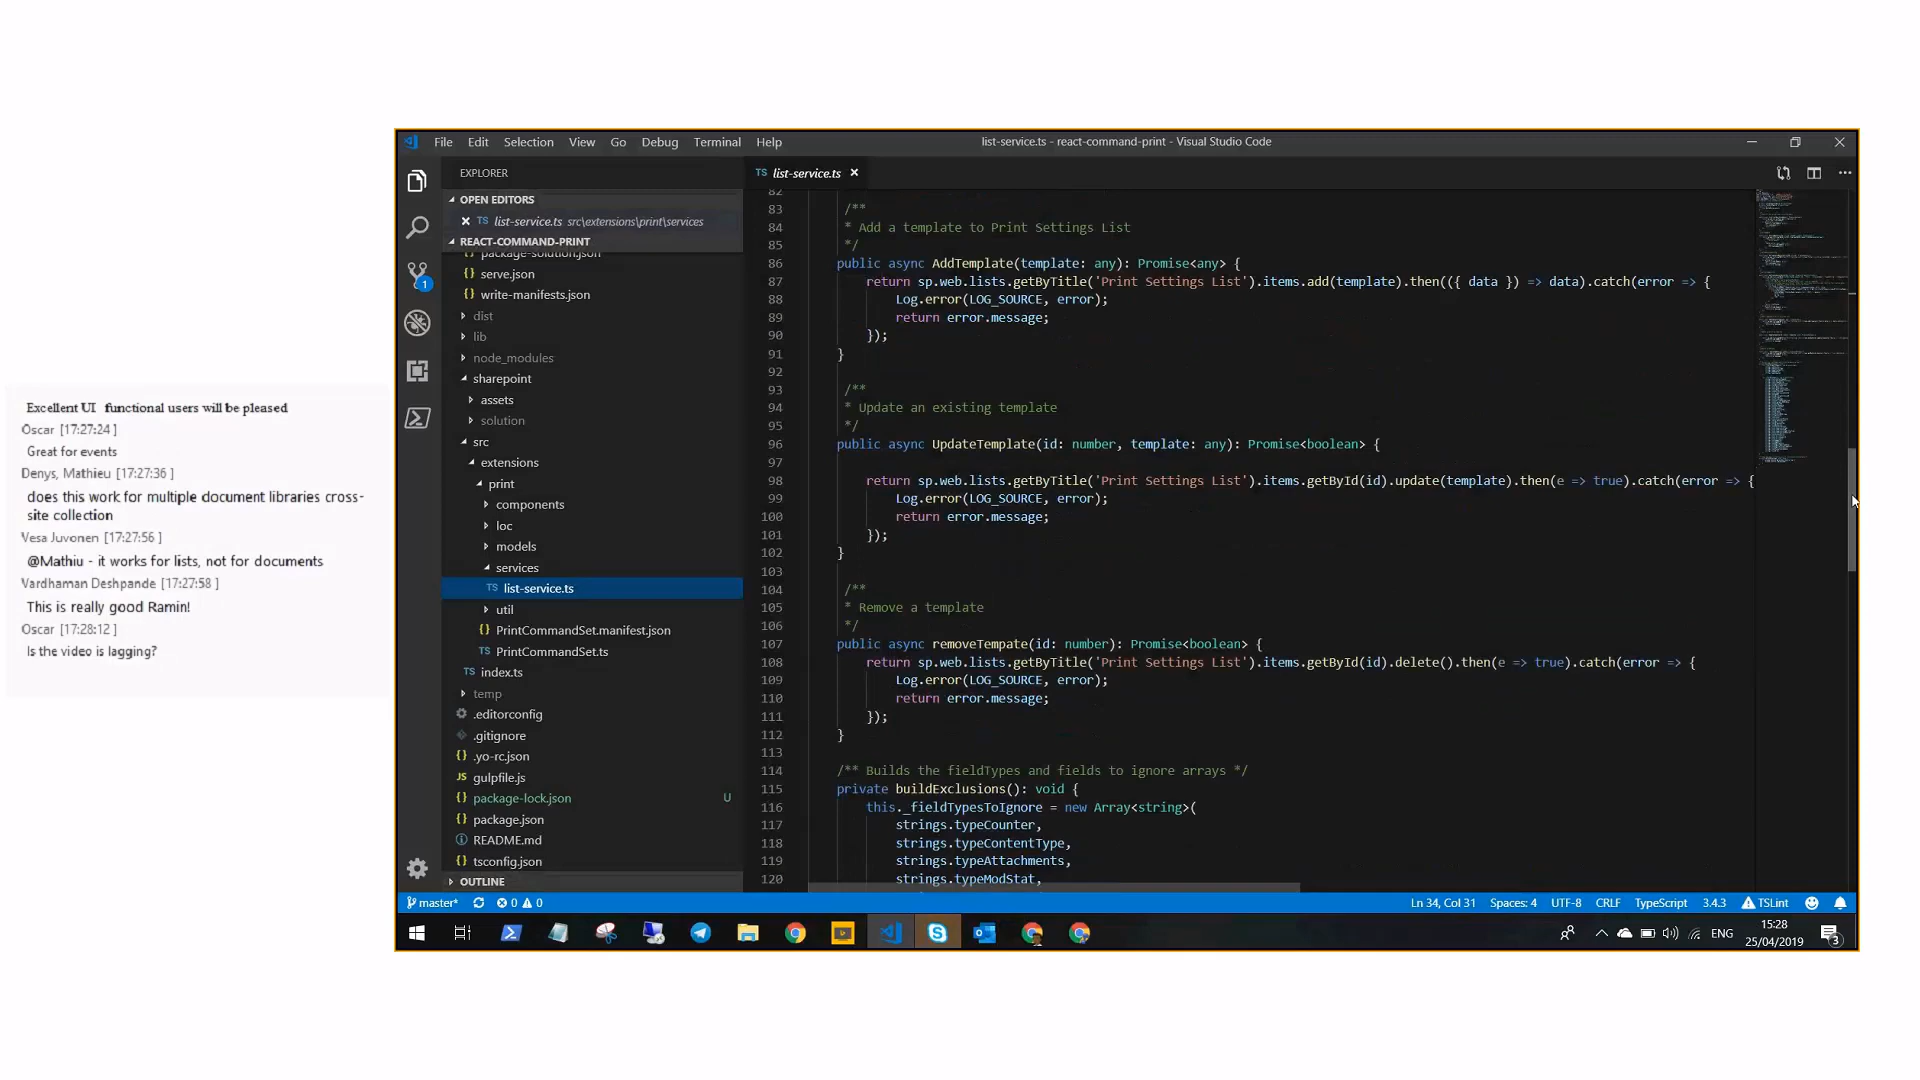 Excellent UI functional users will be pleased
Oscar [17:27:24]
Great for events
Denys, Mathieu [17:27:36]
does this work for multiple document libraries cross-
site collection
Vesa Juvonen [17:27:56]
@Mathiu - it works for lists, not for documents
Vardhaman Deshpande [17:27:58]
This is really good Ramin!
Oscar [17:28:12]
Is the video is lagging?
File Edit Selection View Go Debug Terminal Help
list-service.ts - react-command-print - Visual Studio Code
EXPLORER
OPEN EDITORS
TS list-service.ts src\extensions\print\services
REACT-COMMAND-PRINT
package-solution.json
{} serve.json
{} write-manifests.json
dist
lib
node_modules
sharepoint
assets
solution
src
extensions
print
components
loc
models
services
TS list-service.ts
util
{} PrintCommandSet.manifest.json
TS PrintCommandSet.ts
TS index.ts
temp
.editorconfig
.gitignore
{} .yo-rc.json
JS gulpfile.js
{} package-lock.json U
{} package.json
README.md
{} tsconfig.json
OUTLINE
1
TS list-service.ts
82
83 /**
84 * Add a template to Print Settings List
85 */
86 public async AddTemplate(template: any): Promise<any> {
87 return sp.web.lists.getByTitle('Print Settings List').items.add(template).then(({ data }) => data).catch(error => {
88 Log.error(LOG_SOURCE, error);
89 return error.message;
90 });
91 }
92
93 /**
94 * Update an existing template
95 */
96 public async UpdateTemplate(id: number, template: any): Promise<boolean> {
97
98 return sp.web.lists.getByTitle('Print Settings List').items.getById(id).update(template).then(e => true).catch(error => {
99 Log.error(LOG_SOURCE, error);
100 return error.message;
101 });
102 }
103
104 /**
105 * Remove a template
106 */
107 public async removeTempate(id: number): Promise<boolean> {
108 return sp.web.lists.getByTitle('Print Settings List').items.getById(id).delete().then(e => true).catch(error => {
109 Log.error(LOG_SOURCE, error);
110 return error.message;
111 });
112 }
113
114 /** Builds the fieldTypes and fields to ignore arrays */
115 private buildExclusions(): void {
116 this._fieldTypesToIgnore = new Array<string>(
117 strings.typeCounter,
118 strings.typeContentType,
119 strings.typeAttachments,
120 strings.typeModStat,
master* 0 0
Ln 34, Col 31 Spaces: 4 UTF-8 CRLF TypeScript 3.4.3 TSLint
ENG
15:28
25/04/2019
3